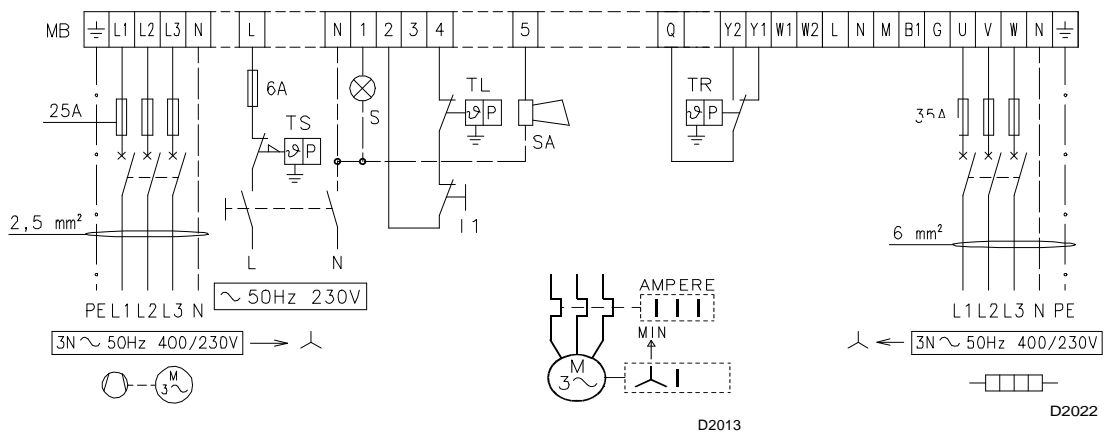 MB ⏚ L1 L2 L3 N L N 1 2 3 4 5 Q Y2 Y1 W1 W2 L N M B1 G U V W N ⏚
25A
6A
TS
ϑ P
S
TL
ϑ P
SA
TR
ϑ P
35A
2,5 mm²
I1
6 mm²
L N
~ 50Hz 230V
PE L1 L2 L3 N
3N ~ 50Hz 400/230V
M
3~
AMPERE
MIN
M
3~
D2013
L1 L2 L3 N PE
3N ~ 50Hz 400/230V
D2022